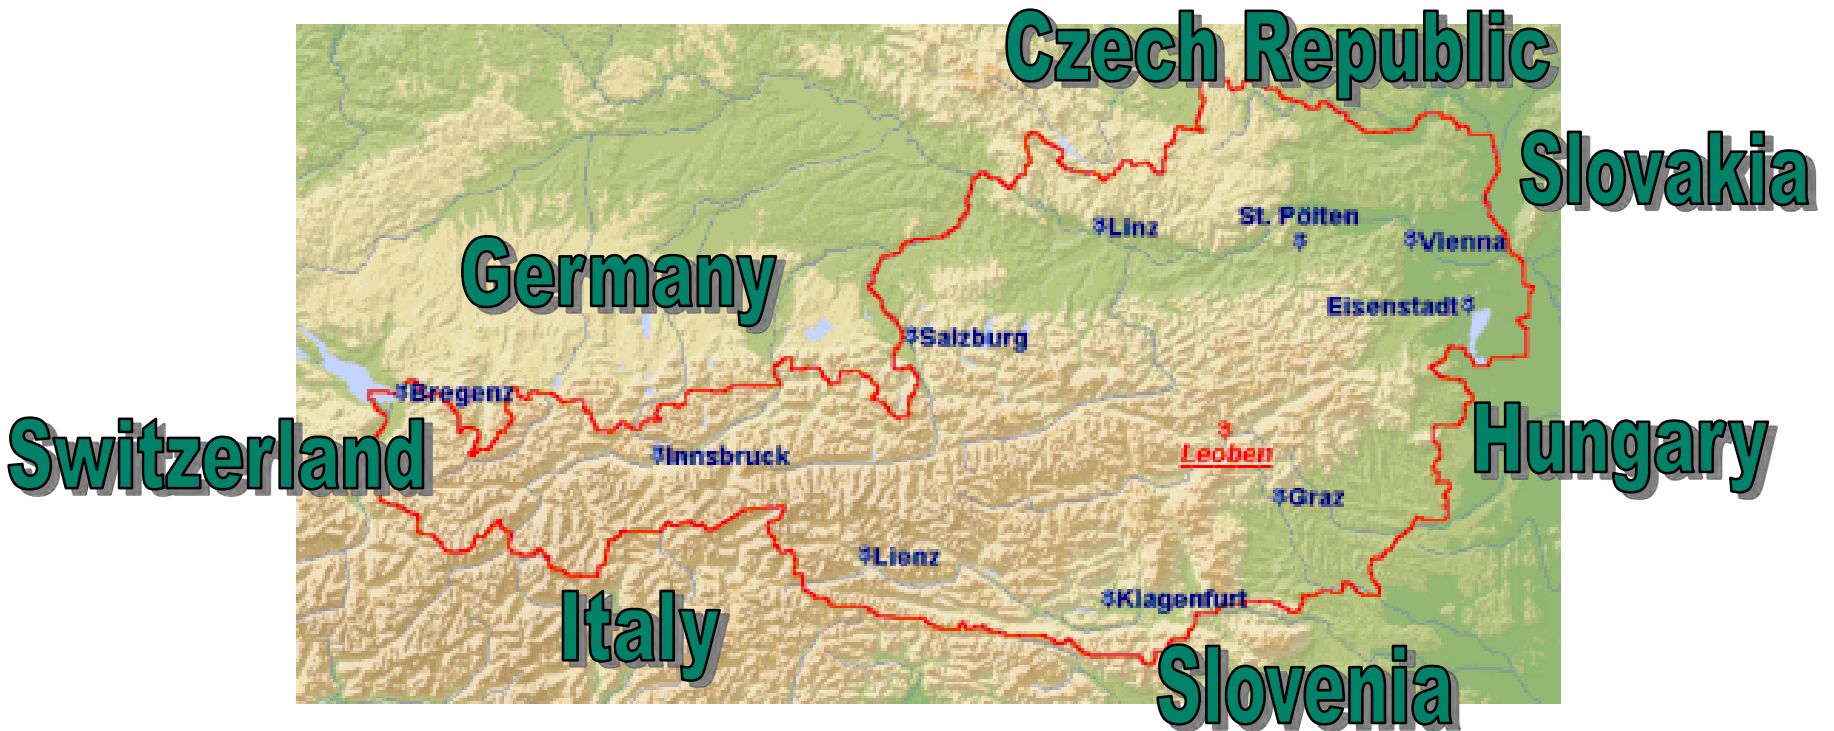 Czech Republic
Slovakia
Linz
St. Pölten
Vienna
Germany
Eisenstadt
Salzburg
Bregenz
Switzerland
Hungary
Innsbruck
Leoben
Graz
Lienz
Klagenfurt
Italy
Slovenia